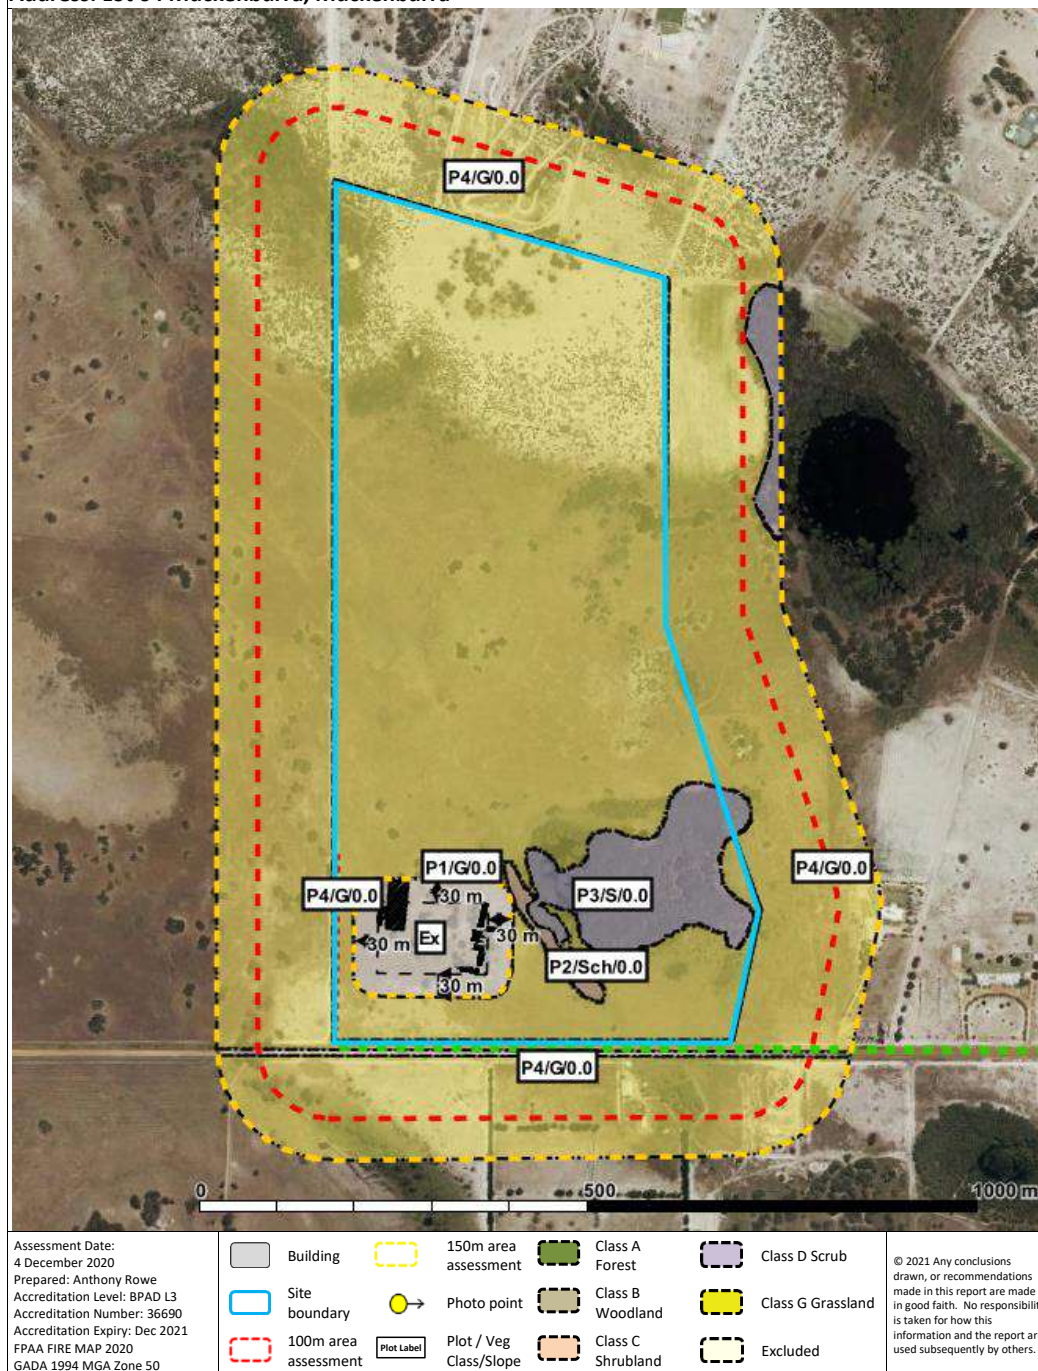 P4/G/0.0
P1/G/0.0
P4/G/0.0
30 m
P3/S/0.0
P4/G/0.0
Ex
30 m
30 m
P2/Sch/0.0
30 m
P4/G/0.0
0
500
1000 m
Assessment Date:
4 December 2020
Prepared: Anthony Rowe
Accreditation Level: BPAD L3
Accreditation Number: 36690
Accreditation Expiry: Dec 2021
FPAA FIRE MAP 2020
GADA 1994 MGA Zone 50
Building
Site
boundary
100m area
assessment
150m area
assessment
Photo point
Plot Label
Plot / Veg
Class/Slope
Class A
Forest
Class B
Woodland
Class C
Shrubland
Class D Scrub
Class G Grassland
Excluded
© 2021 Any conclusions
drawn, or recommendations
made in this report are made
in good faith. No responsibilit
is taken for how this
information and the report ar
used subsequently by others.